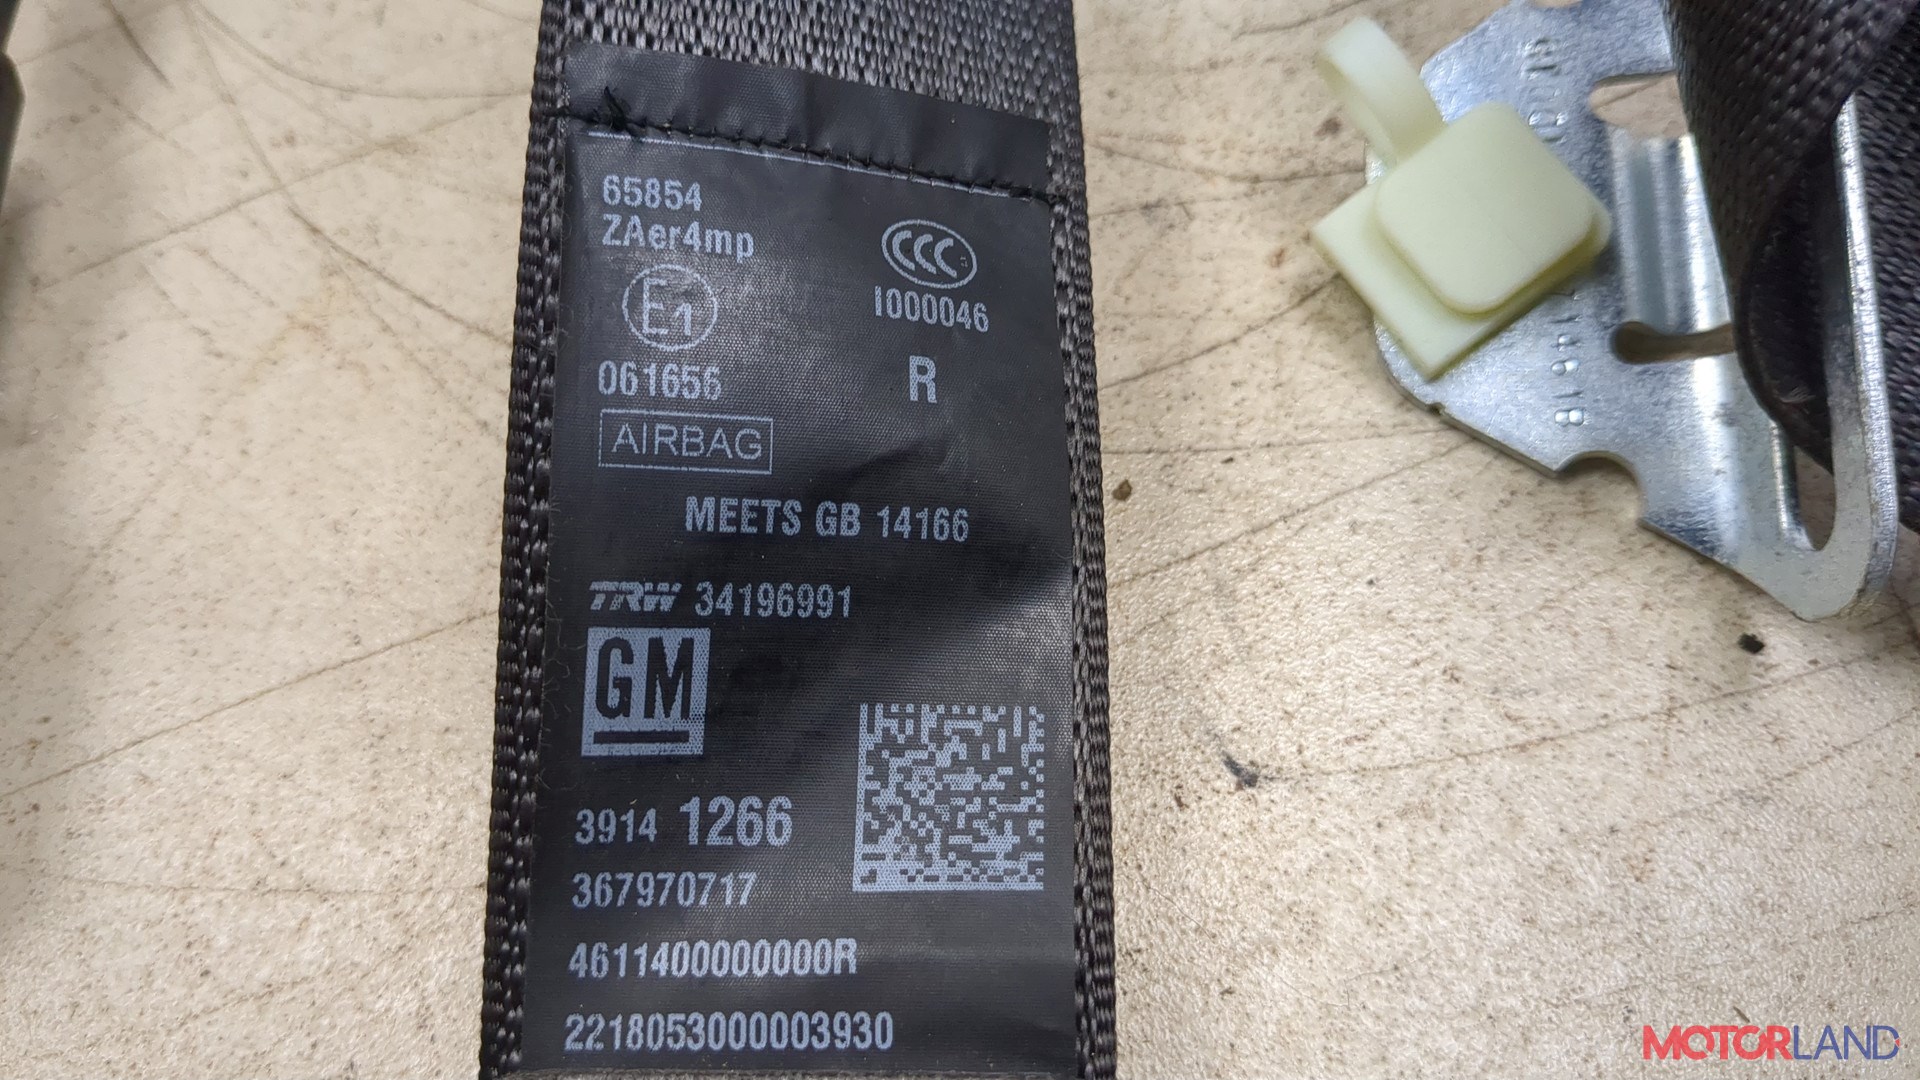 65854
ZAer4mp
E1
061656
AIRBAG
CCC
I000046
R
MEETS GB 14166
TRW 34196991
GM
3914 1266
367970717
4611400000000R
2218053000003930
MOTORLAND